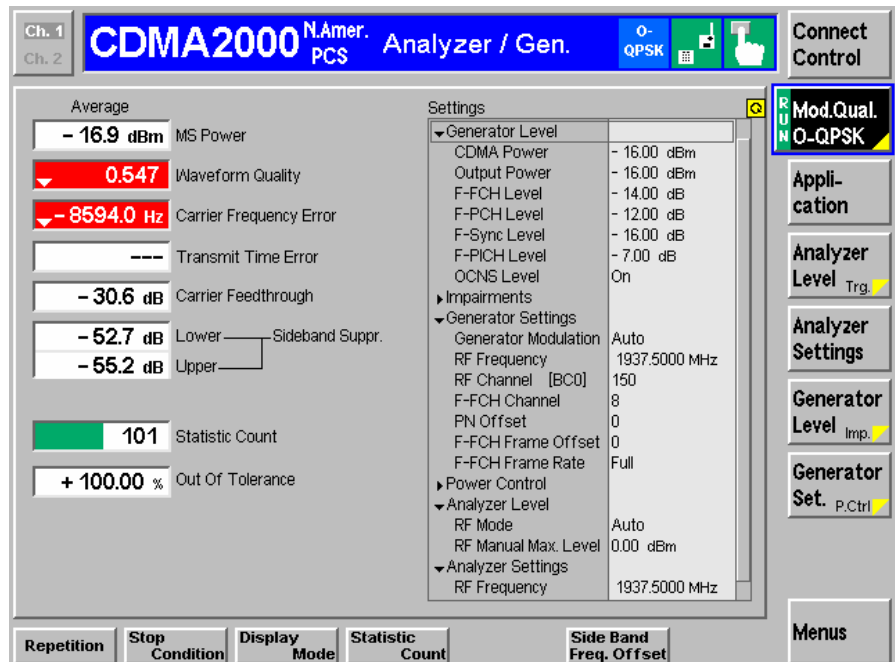 Ch. 1
Ch. 2
CDMA2000 N.Amer. PCS Analyzer / Gen.
O-
QPSK
Connect
Control
Average
- 16.9 dBm MS Power
0.547 Waveform Quality
- 8594.0 Hz Carrier Frequency Error
--- Transmit Time Error
- 30.6 dB Carrier Feedthrough
- 52.7 dB Lower Sideband Suppr.
- 55.2 dB Upper
101 Statistic Count
+ 100.00 % Out Of Tolerance
Settings
Generator Level
CDMA Power - 16.00 dBm
Output Power - 16.00 dBm
F-FCH Level - 14.00 dB
F-PCH Level - 12.00 dB
F-Sync Level - 16.00 dB
F-PICH Level - 7.00 dB
OCNS Level On
Impairments
Generator Settings
Generator Modulation Auto
RF Frequency 1937.5000 MHz
RF Channel [BC0] 150
F-FCH Channel 8
PN Offset 0
F-FCH Frame Offset 0
F-FCH Frame Rate Full
Power Control
Analyzer Level
RF Mode Auto
RF Manual Max. Level 0.00 dBm
Analyzer Settings
RF Frequency 1937.5000 MHz
RUN
Mod.Qual.
O-QPSK
Appli-
cation
Analyzer
Level Trg.
Analyzer
Settings
Generator
Level Imp.
Generator
Set. P.Ctrl
Menus
Repetition
Stop
Condition
Display
Mode
Statistic
Count
Side Band
Freq. Offset